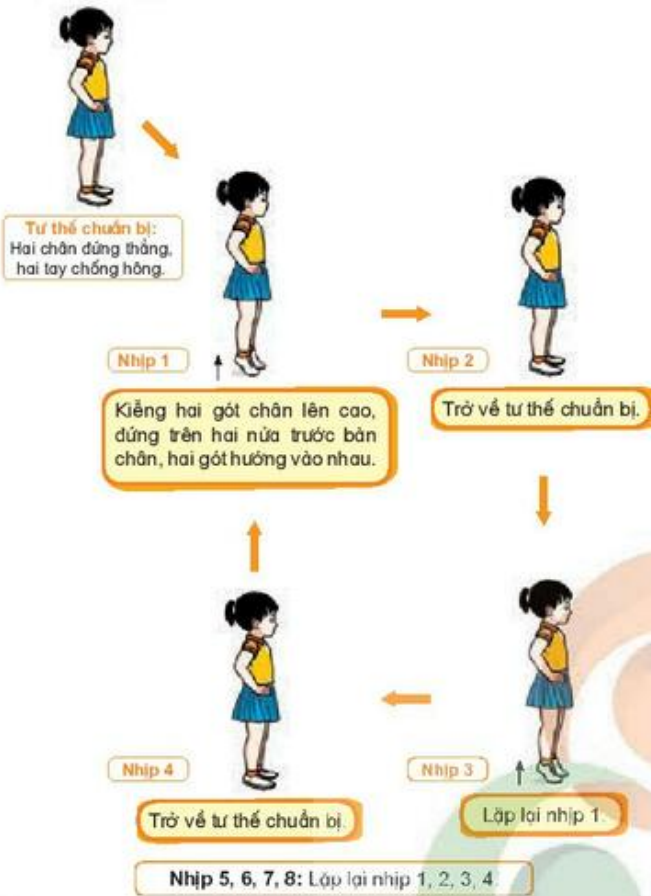 Tư thế chuẩn bị:
Hai chân đứng thẳng,
hai tay chống hông.
Nhịp 1
Kiễng hai gót chân lên cao,
đứng trên hai nửa trước bàn
chân, hai gót hướng vào nhau.
Nhịp 2
Trở về tư thế chuẩn bị.
Nhịp 3
Lặp lại nhịp 1.
Nhịp 4
Trở về tư thế chuẩn bị.
Nhịp 5, 6, 7, 8: Lặp lại nhịp 1, 2, 3, 4.